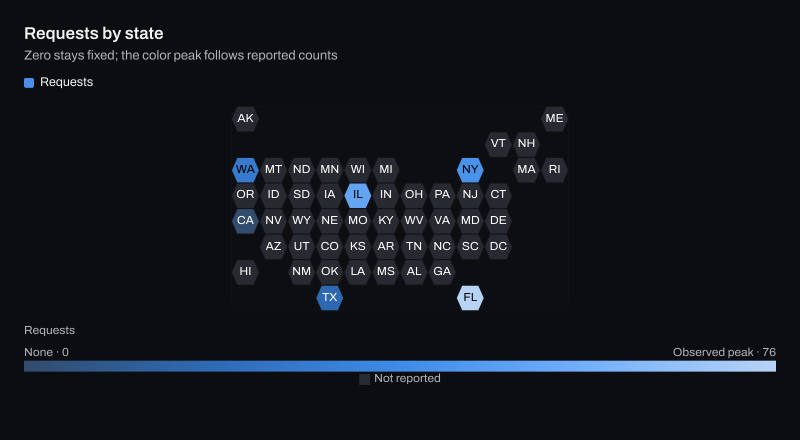 Requests by state
Zero stays fixed; the color peak follows reported counts
Requests
AK ME
VT NH
WA MT ND MN WI MI NY MA RI
OR ID SD IA IL IN OH PA NJ CT
CA NV WY NE MO KY WV VA MD DE
AZ UT CO KS AR TN NC SC DC
HI NM OK LA MS AL GA
TX FL
Requests
None · 0 Observed peak · 76
Not reported